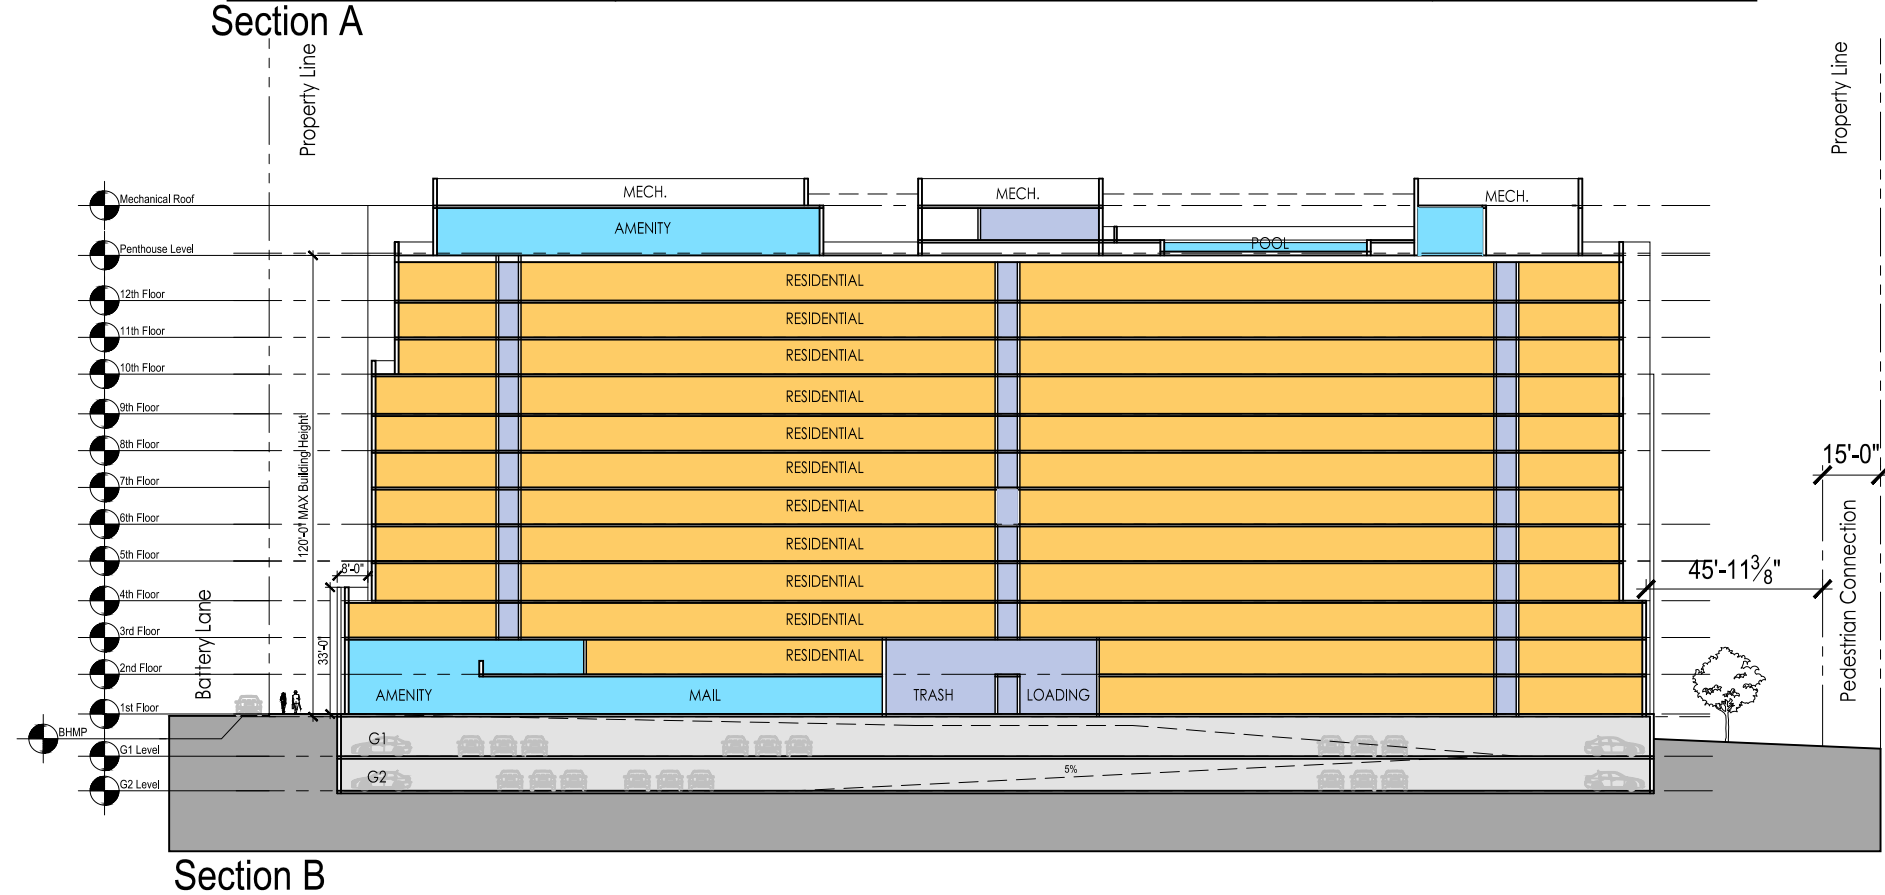 Section A
Property Line
Property Line
Mechanical Roof
MECH.
MECH.
MECH.
AMENITY
Penthouse Level
POOL
12th Floor
RESIDENTIAL
11th Floor
RESIDENTIAL
10th Floor
RESIDENTIAL
9th Floor
RESIDENTIAL
8th Floor
RESIDENTIAL
7th Floor
RESIDENTIAL
6th Floor
RESIDENTIAL
5th Floor
RESIDENTIAL
4th Floor
RESIDENTIAL
3rd Floor
RESIDENTIAL
2nd Floor
RESIDENTIAL
1st Floor
AMENITY
MAIL
TRASH
LOADING
120'-0" MAX Building Height
8'-0"
33'-0"
Battery Lane
15'-0"
45'-11⅜"
Pedestrian Connection
BHMP
G1 Level
G1
G2 Level
G2
5%
Section B